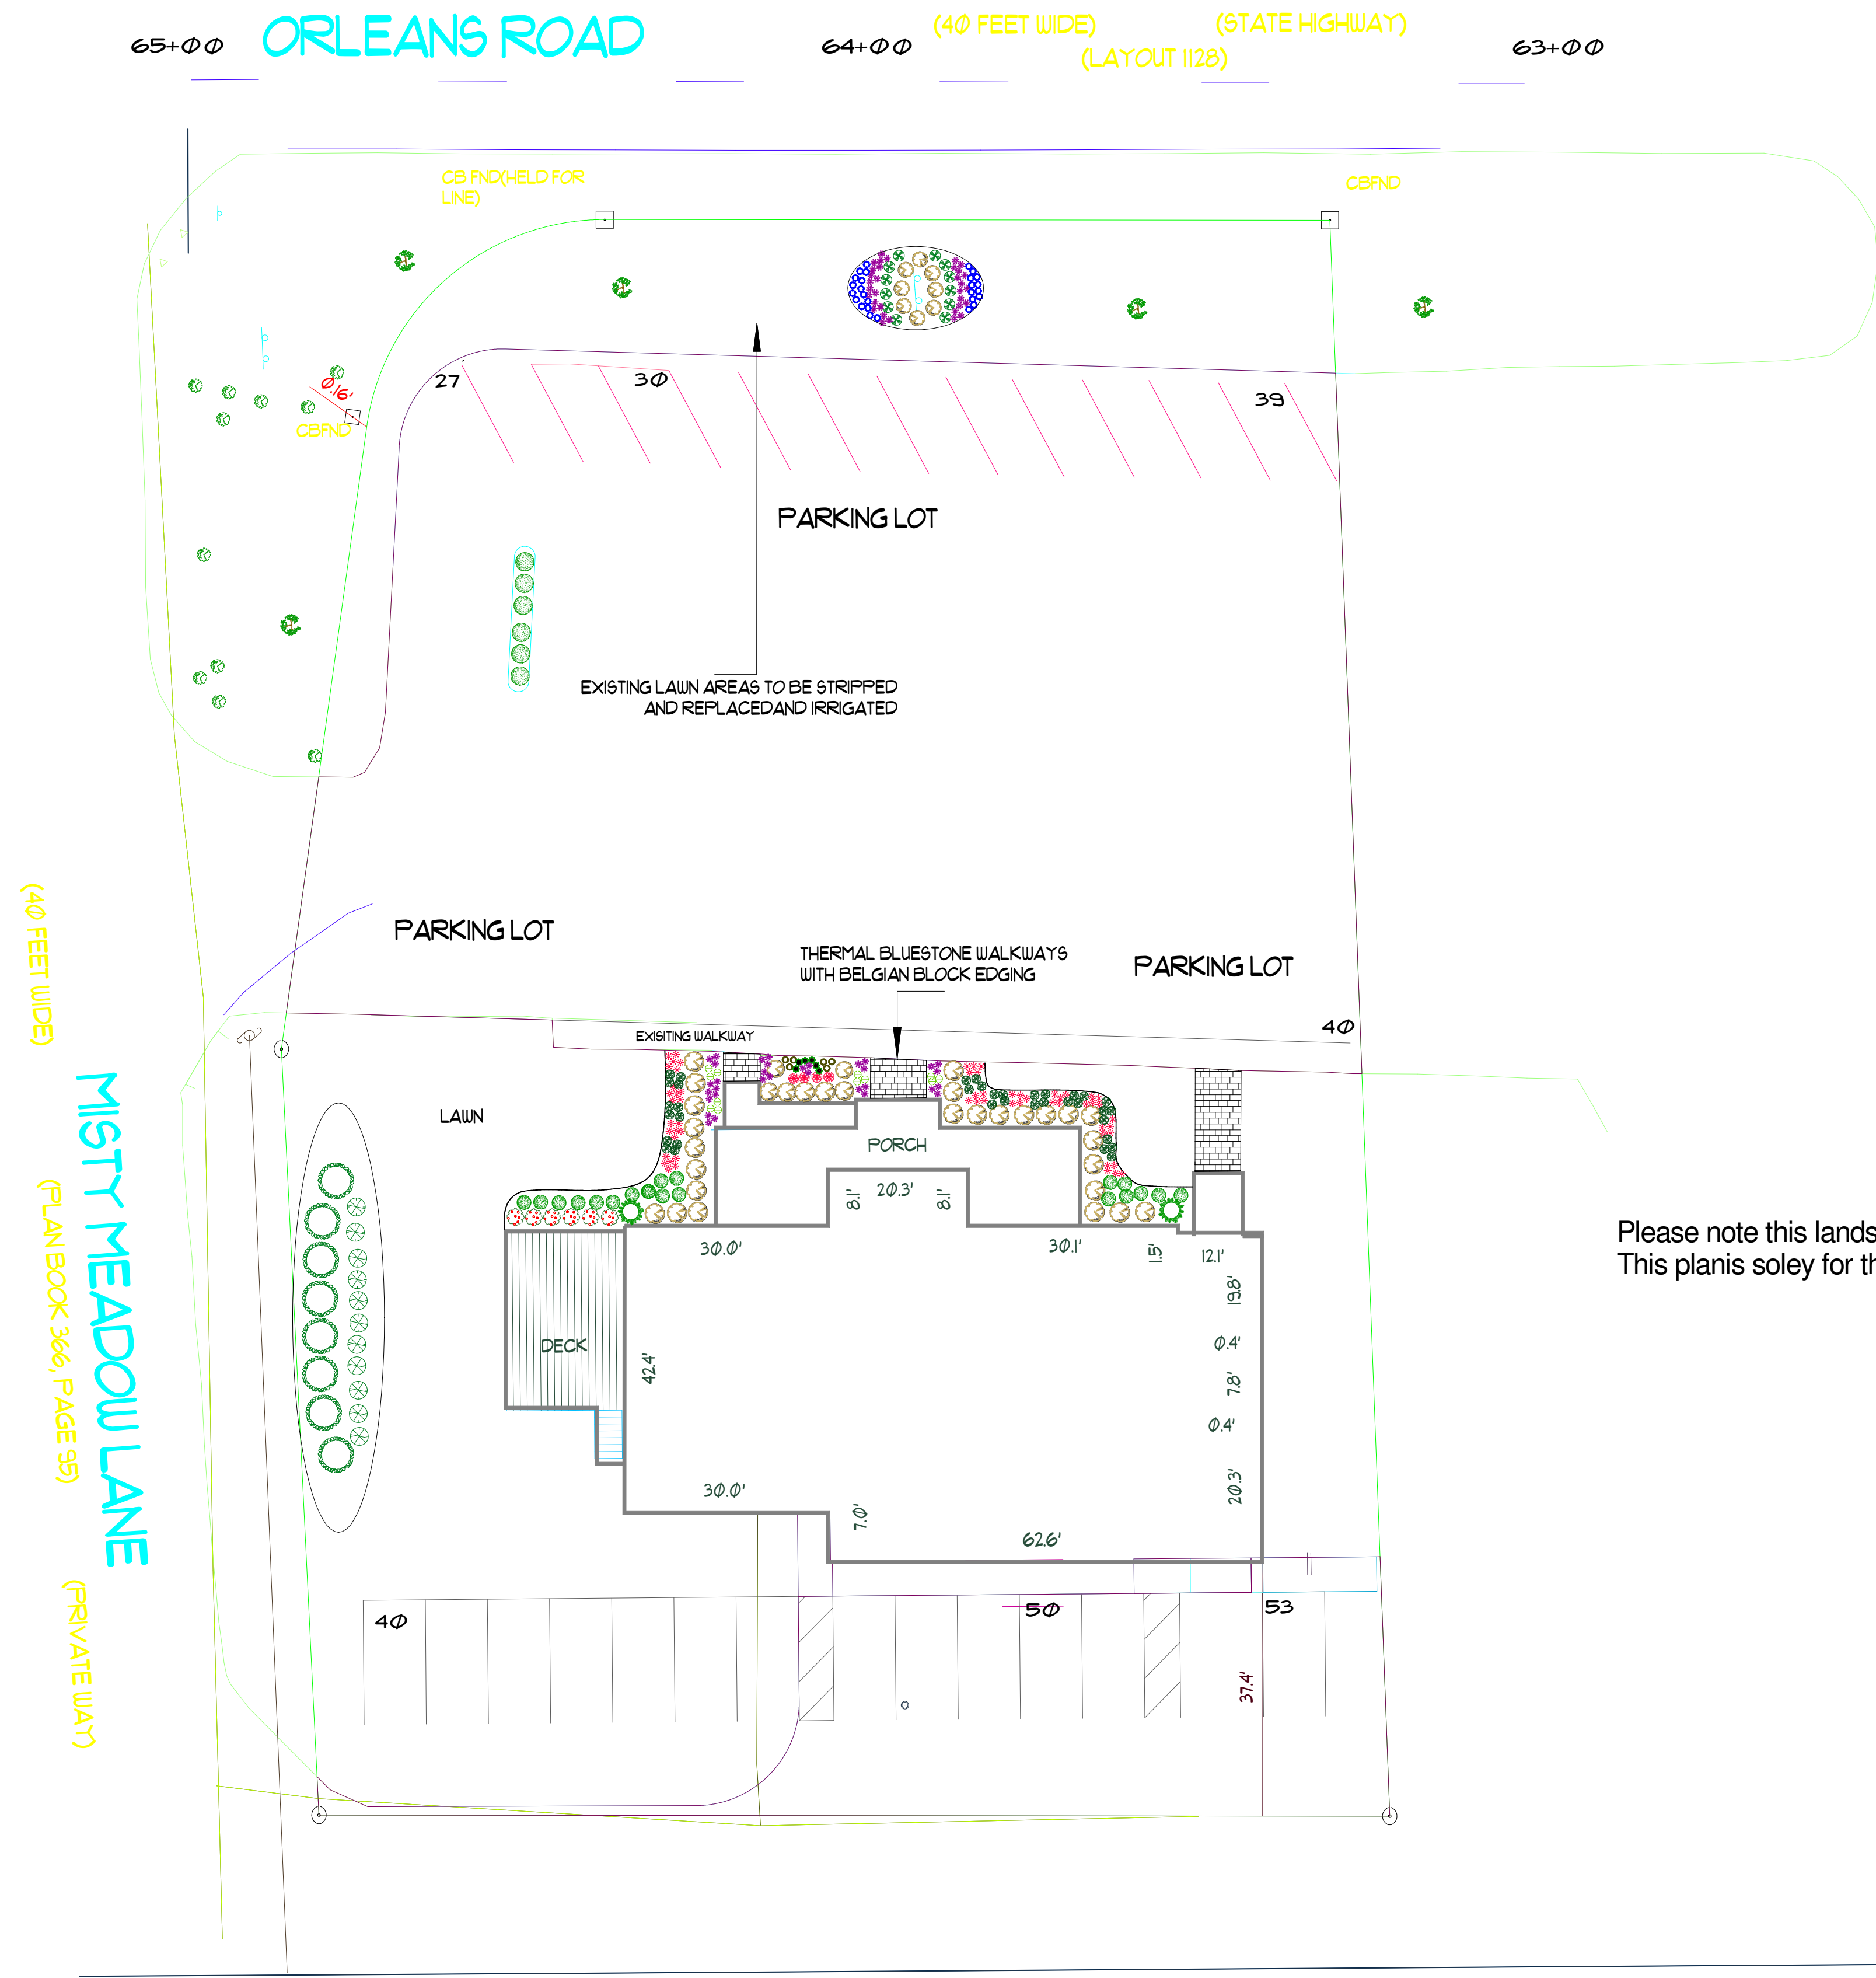 65+00
ORLEANS ROAD
64+00
(40 FEET WIDE)
(STATE HIGHWAY)
63+00
(LAYOUT 1128)
CB FND(HELD FOR
LINE)
CBFND
27
30
39
0.16'
CBFND
PARKING LOT
EXISTING LAWN AREAS TO BE STRIPPED
AND REPLACEDAND IRRIGATED
(40 FEET WIDE)
PARKING LOT
THERMAL BLUESTONE WALKWAYS
WITH BELGIAN BLOCK EDGING
PARKING LOT
40
EXISITING WALKWAY
LAWN
PORCH
8.1'
20.3'
8.1'
MISTY MEADOW LANE
(PLAN BOOK 366, PAGE 95)
(PRIVATE WAY)
30.0'
30.1'
1.5'
12.1'
Please note this lands
This planis soley for th
19.8'
DECK
42.4'
0.4'
7.8'
0.4'
30.0'
20.3'
7.0'
62.6'
40
50
53
37.4'